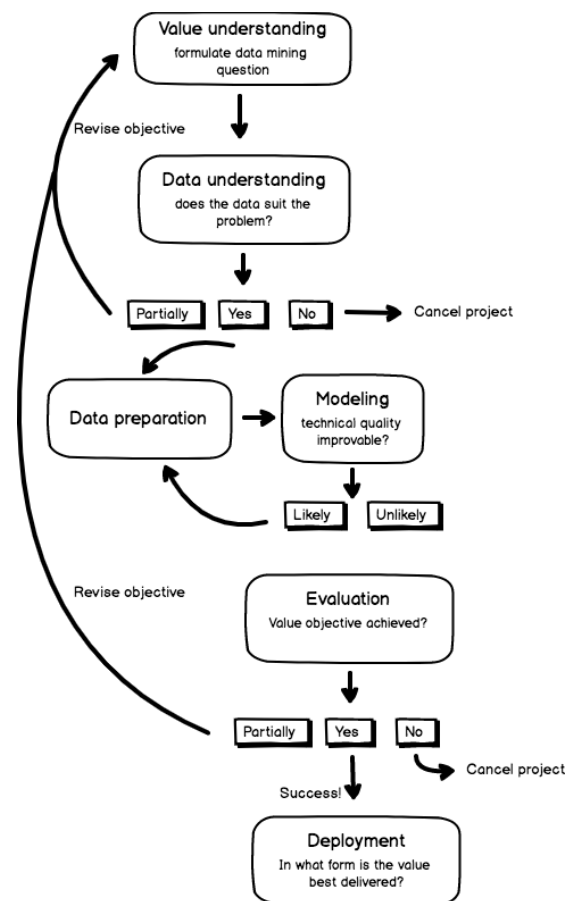 Value understanding
formulate data mining
question
Revise objective
Data understanding
does the data suit the
problem?
Partially
Yes
No
Cancel project
Data preparation
Modeling
technical quality
improvable?
Likely
Unlikely
Revise objective
Evaluation
Value objective achieved?
Partially
Yes
No
Cancel project
Success!
Deployment
In what form is the value
best delivered?